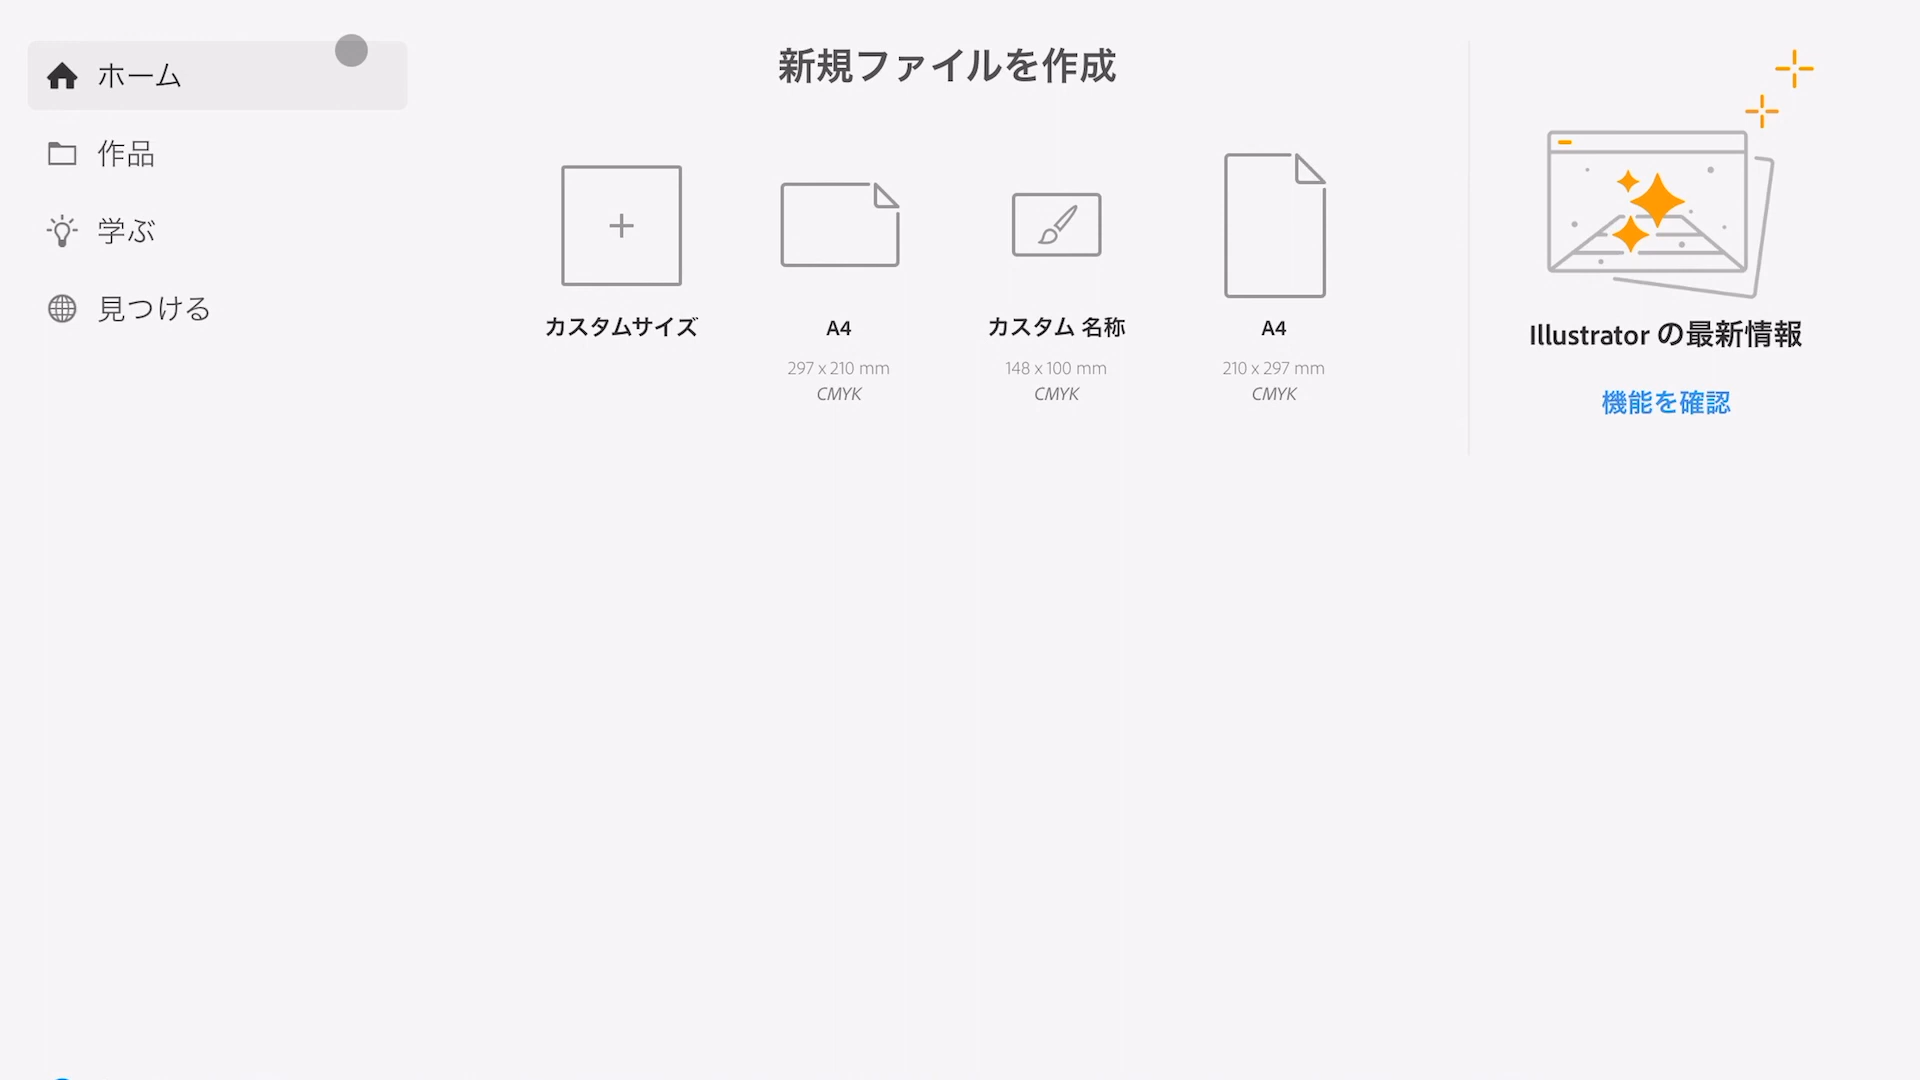 ホーム
作品
学ぶ
見つける
新規ファイルを作成
カスタムサイズ
A4
297 x 210 mm
CMYK
カスタム 名称
148 x 100 mm
CMYK
A4
210 x 297 mm
CMYK
Illustrator の最新情報
機能を確認